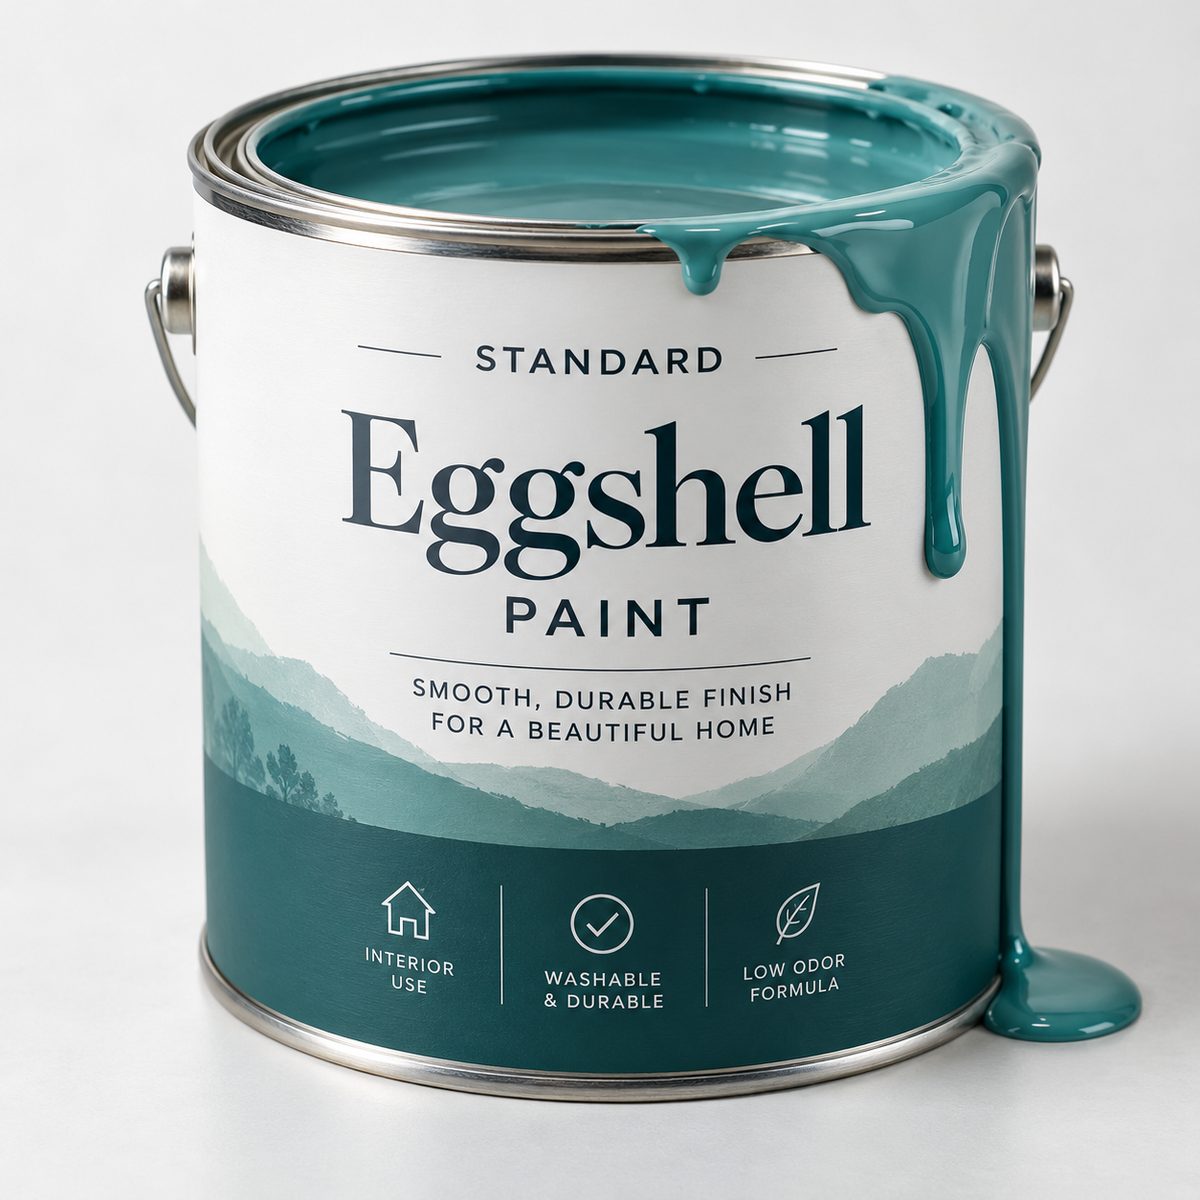 STANDARD
Eggshell
PAINT
SMOOTH, DURABLE FINISH
FOR A BEAUTIFUL HOME
INTERIOR
USE
WASHABLE
& DURABLE
LOW ODOR
FORMULA